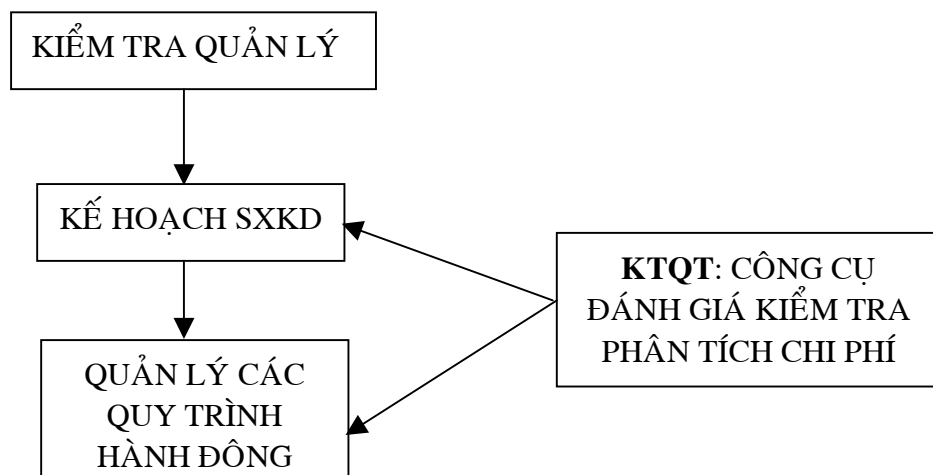 KIỂM TRA QUẢN LÝ
KẾ HOẠCH SXKD
KTQT: CÔNG CỤ
ĐÁNH GIÁ KIỂM TRA
PHÂN TÍCH CHI PHÍ
QUẢN LÝ CÁC
QUY TRÌNH
HÀNH ĐÔNG